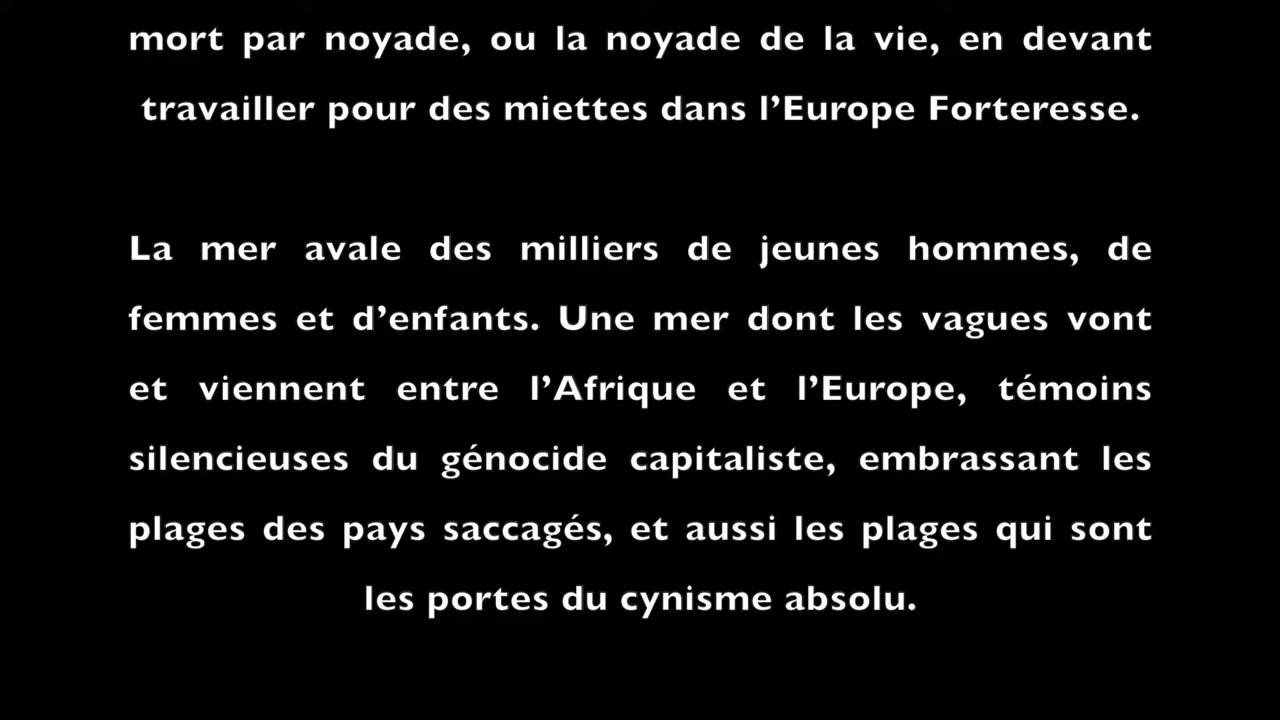 mort par noyade, ou la noyade de la vie, en devant
travailler pour des miettes dans l’Europe Forteresse.
La mer avale des milliers de jeunes hommes, de
femmes et d’enfants. Une mer dont les vagues vont
et viennent entre l’Afrique et l’Europe, témoins
silencieuses du génocide capitaliste, embrassant les
plages des pays saccagés, et aussi les plages qui sont
les portes du cynisme absolu.